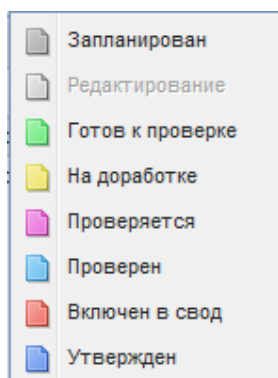 Запланирован
Редактирование
Готов к проверке
На доработке
Проверяется
Проверен
Включен в свод
Утвержден